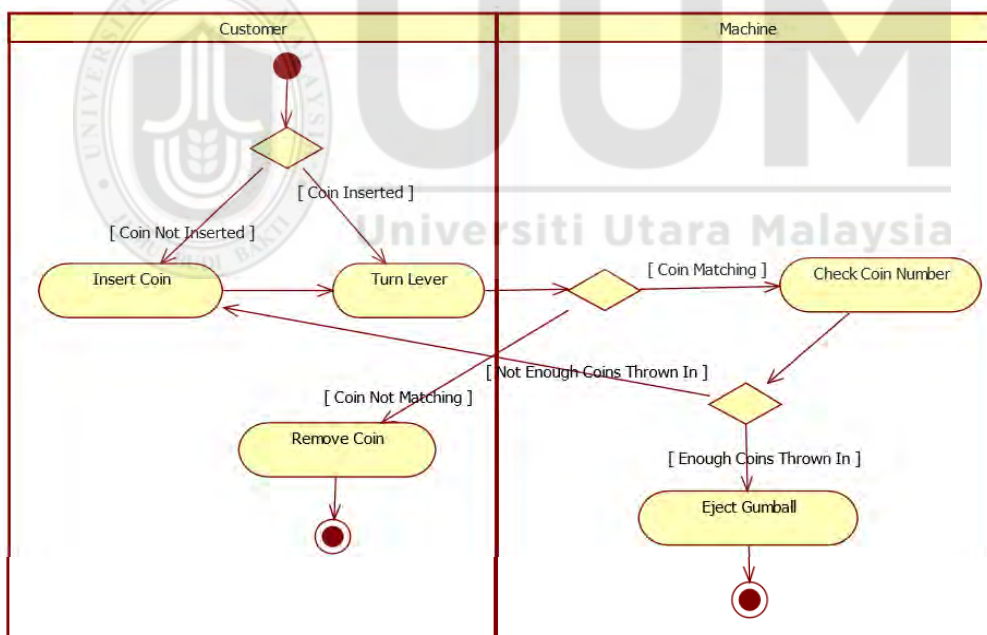 Customer
Machine
[ Coin Inserted ]
[ Coin Not Inserted ]
Universiti Utara Malaysia
Insert Coin
Turn Lever
[ Coin Matching ]
Check Coin Number
[ Not Enough Coins Thrown In ]
[ Coin Not Matching ]
Remove Coin
[ Enough Coins Thrown In ]
Eject Gumball
UUM